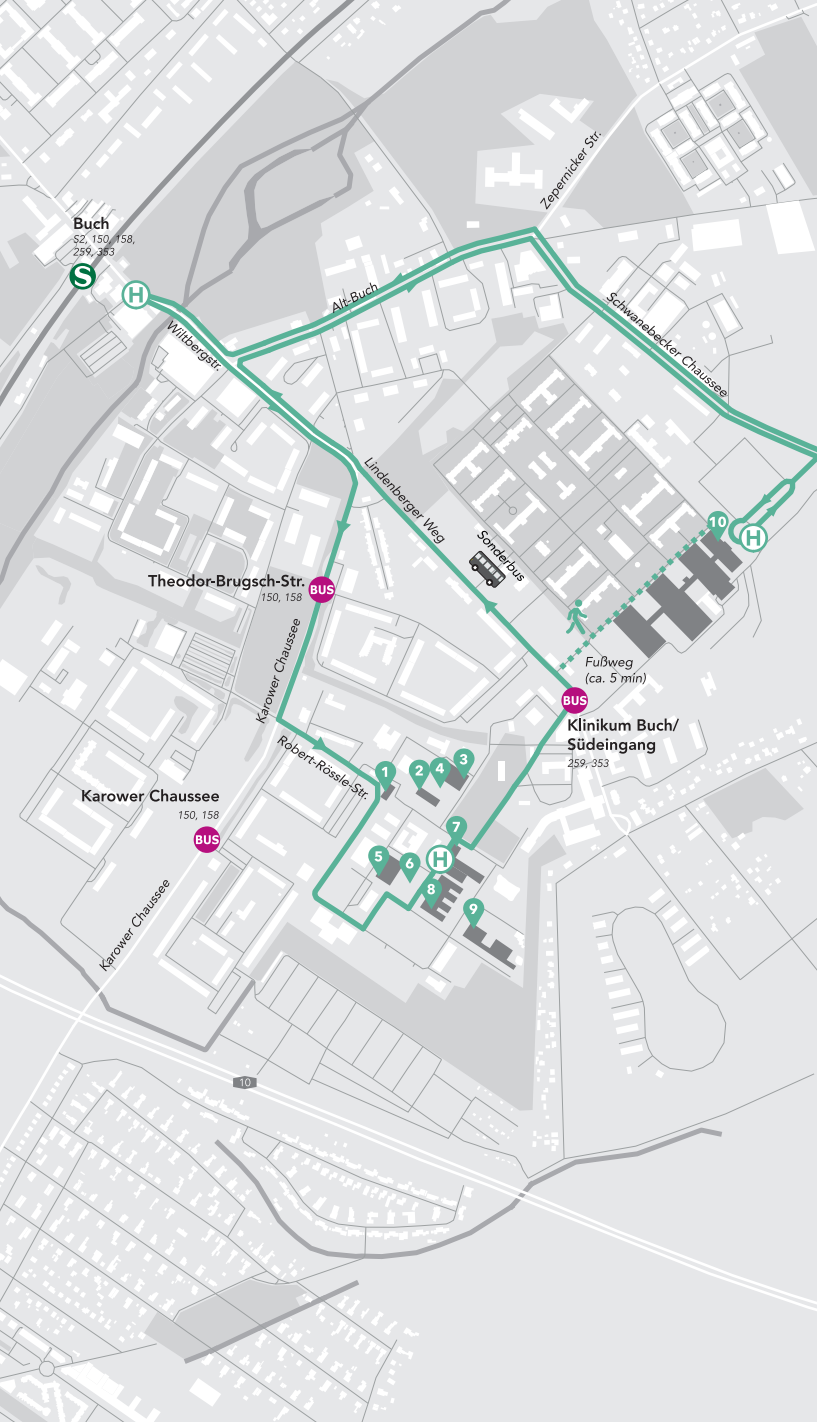 Zepernicker Str.
Buch
S2, 150, 158,
259, 353
S
H
Alt-Buch
Schwanebecker Chaussee
Wiltbergstr.
Lindenberger Weg
10
H
Sonderbus
Theodor-Brugsch-Str.
150, 158
BUS
Karower Chaussee
Fußweg
(ca. 5 min)
BUS
Klinikum Buch/
Südeingang
259, 353
Robert-Rössle-Str.
1
2
4
3
Karower Chaussee
150, 158
BUS
7
5
6
H
8
9
Karower Chaussee
10